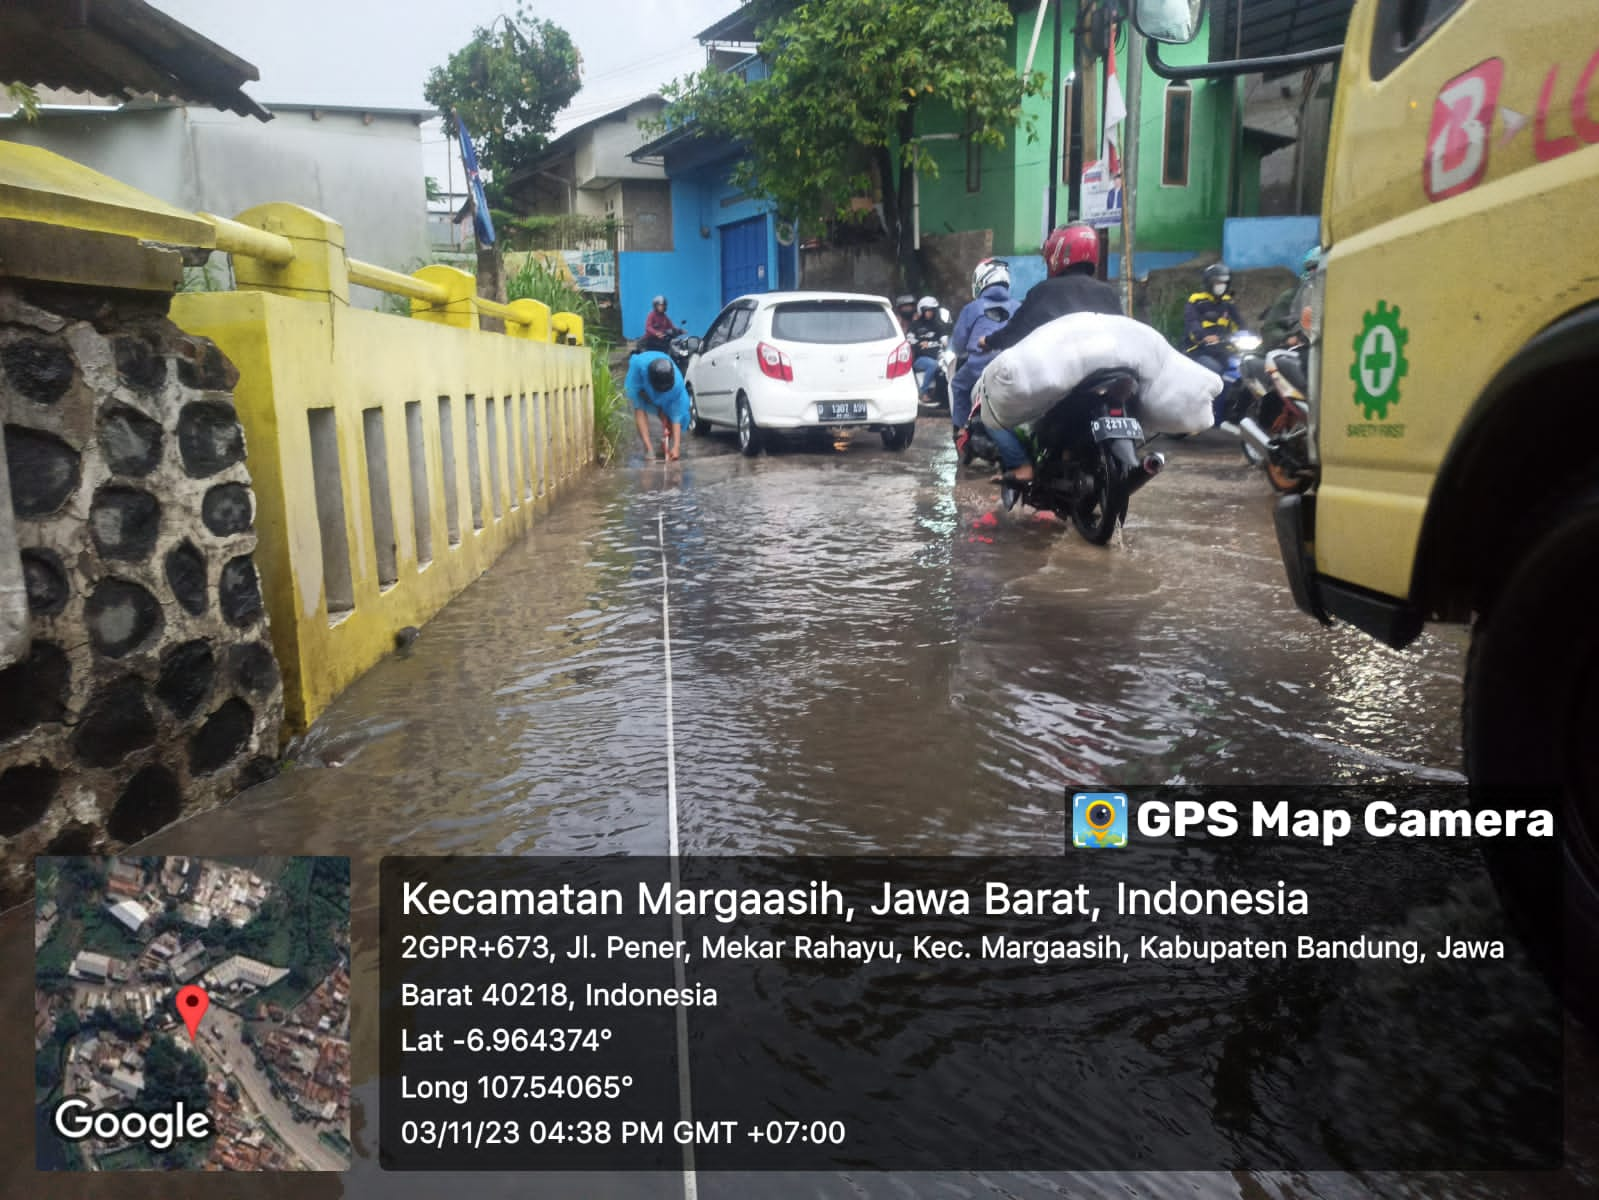 B
SAFETY FIRST
D 1307 ADV
GPS Map Camera
Kecamatan Margaasih, Jawa Barat, Indonesia
2GPR+673, Jl. Pener, Mekar Rahayu, Kec. Margaasih, Kabupaten Bandung, Jawa
Barat 40218, Indonesia
Lat -6.964374°
Long 107.54065°
03/11/23 04:38 PM GMT +07:00
Google